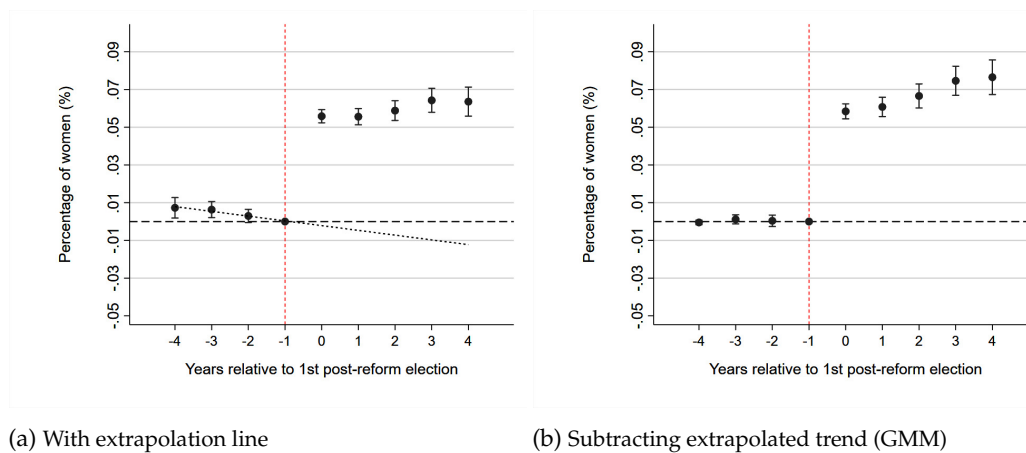 Percentage of women (%)
.09
.07
.05
.03
.01
-.01
-.03
-.05
-4 -3 -2 -1 0 1 2 3 4
Years relative to 1st post-reform election
(a) With extrapolation line
Percentage of women (%)
.09
.07
.05
.03
.01
-.01
-.03
-.05
-4 -3 -2 -1 0 1 2 3 4
Years relative to 1st post-reform election
(b) Subtracting extrapolated trend (GMM)